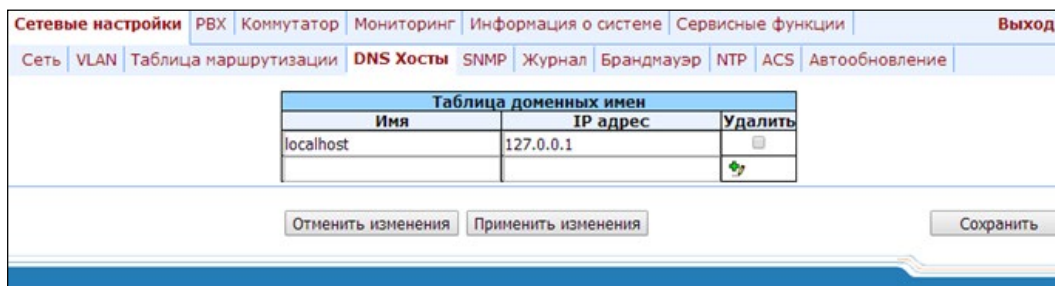 Сетевые настройки PBX Коммутатор Мониторинг Информация о системе Сервисные функции Выход
Сеть VLAN Таблица маршрутизации DNS Хосты SNMP Журнал Брандмауэр NTP ACS Автообновление
Таблица доменных имен
Имя IP адрес Удалить
localhost 127.0.0.1
Отменить изменения Применить изменения Сохранить